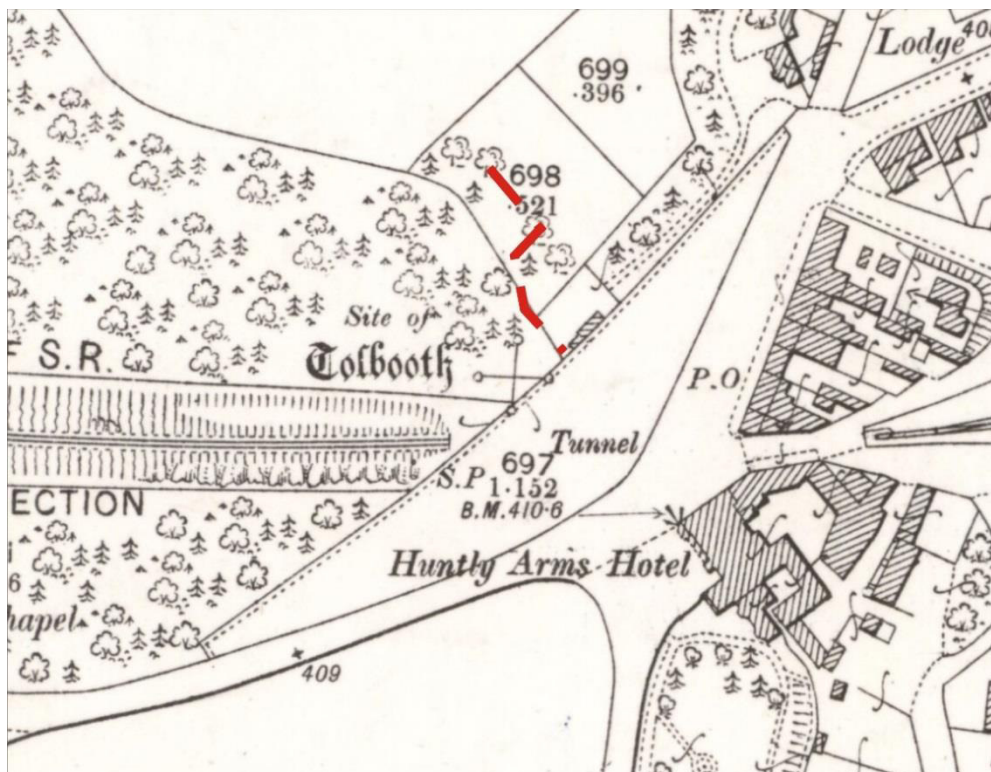 Lodge
699
.396
698
.521
Site of
Tolbooth
S.R.
P.O.
Tunnel
697
S.P
1.152
B.M.410.6
ECTION
Huntly Arms Hotel
hapel
409